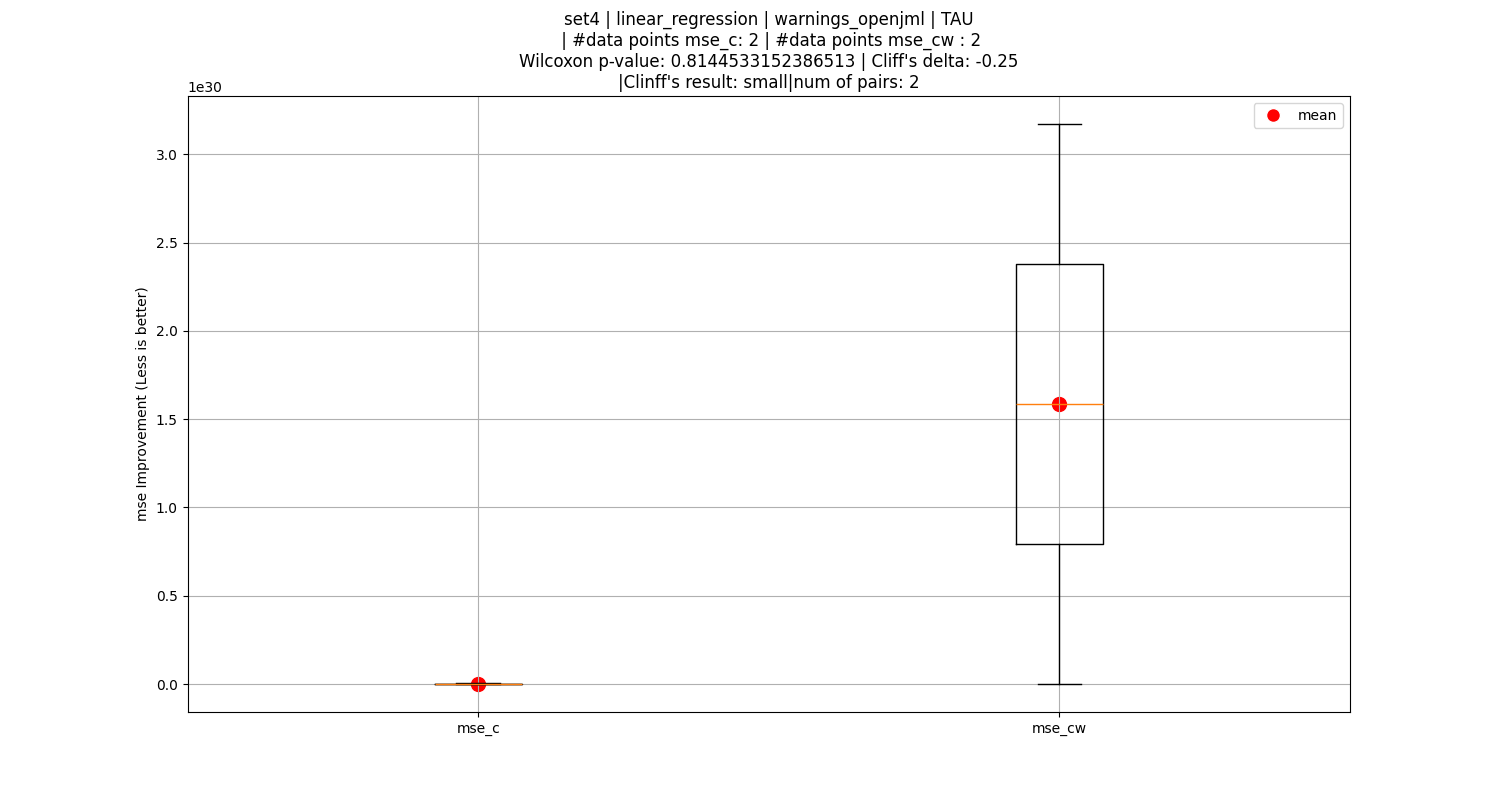 set4 | linear_regression | warnings_openjml | TAU
| #data points mse_c: 2 | #data points mse_cw : 2
Wilcoxon p-value: 0.8144533152386513 | Cliff's delta: -0.25
|Clinff's result: small|num of pairs: 2
1e30
mean
3.0
2.5
2.0
1.5
1.0
0.5
0.0
mse Improvement (Less is better)
mse_c
mse_cw